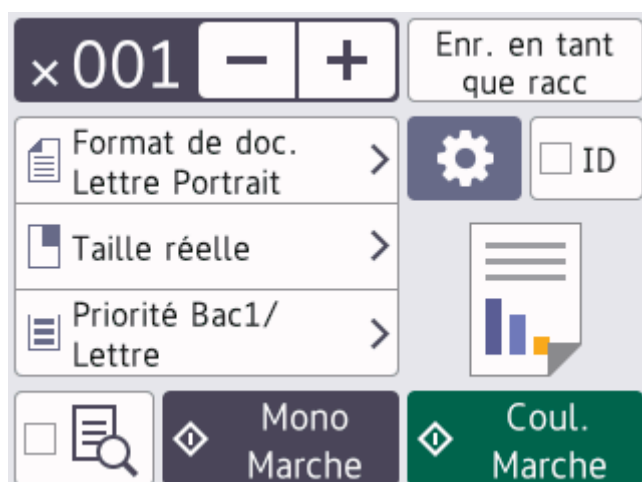 ×001 − +
Enr. en tant
que racc
Format de doc.
Lettre Portrait
ID
Taille réelle
Priorité Bac1/
Lettre
Mono
Marche
Coul.
Marche